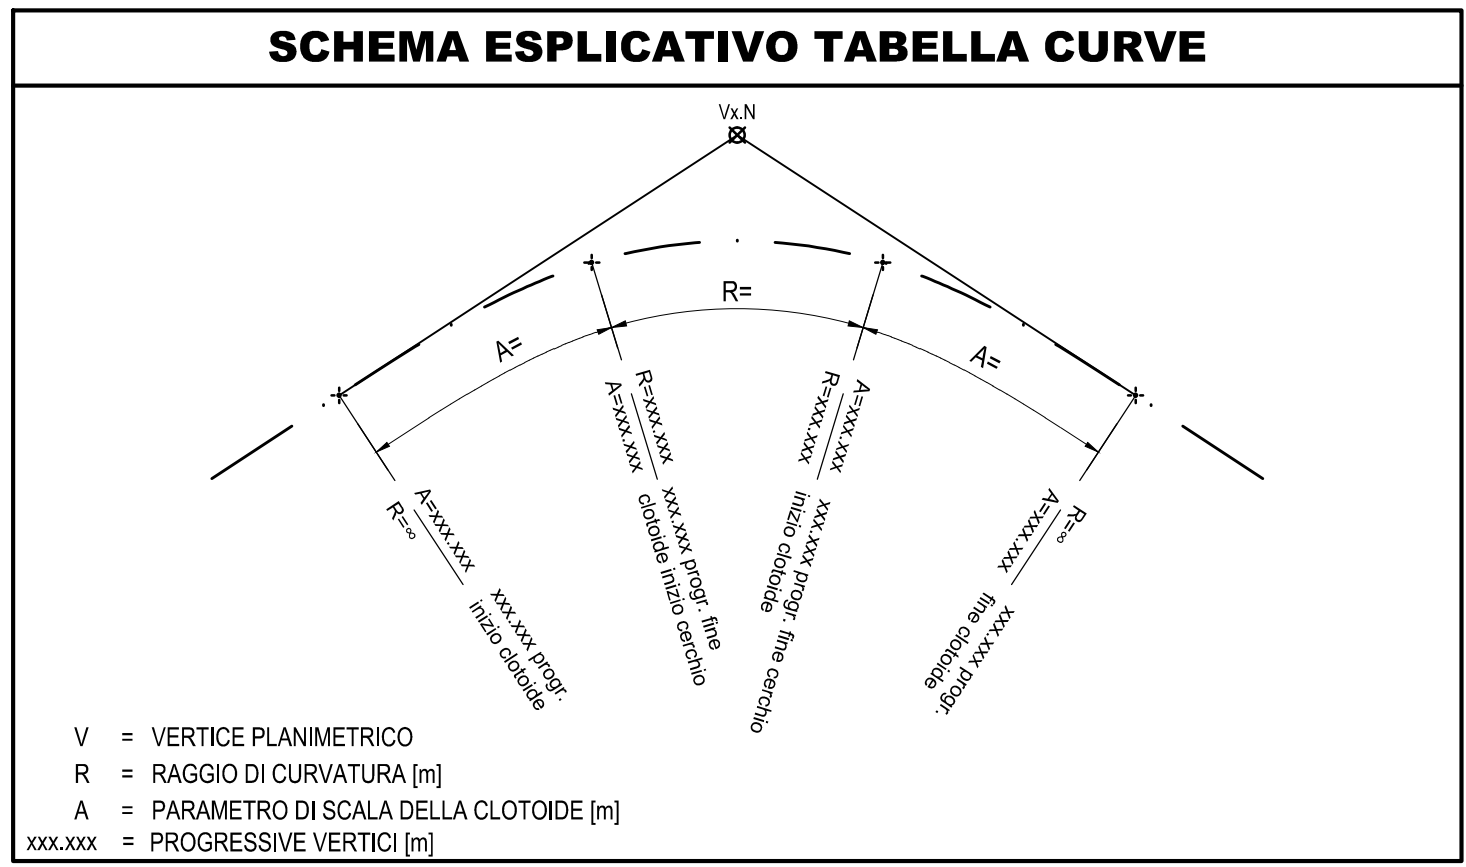 SCHEMA ESPLICATIVO TABELLA CURVE
Vx.N
R=
A=
A=
A=xxx.xxx
R=∞
xxx.xxx progr.
inizio clotoide
R=xxx.xxx
A=xxx.xxx
xxx.xxx progr. fine
clotoide inizio cerchio
A=xxx.xxx
R=xxx.xxx
xxx.xxx progr. fine cerchio
inizio clotoide
R=∞
A=xxx.xxx
xxx.xxx progr.
fine clotoide
V = VERTICE PLANIMETRICO
R = RAGGIO DI CURVATURA [m]
A = PARAMETRO DI SCALA DELLA CLOTOIDE [m]
xxx.xxx = PROGRESSIVE VERTICI [m]